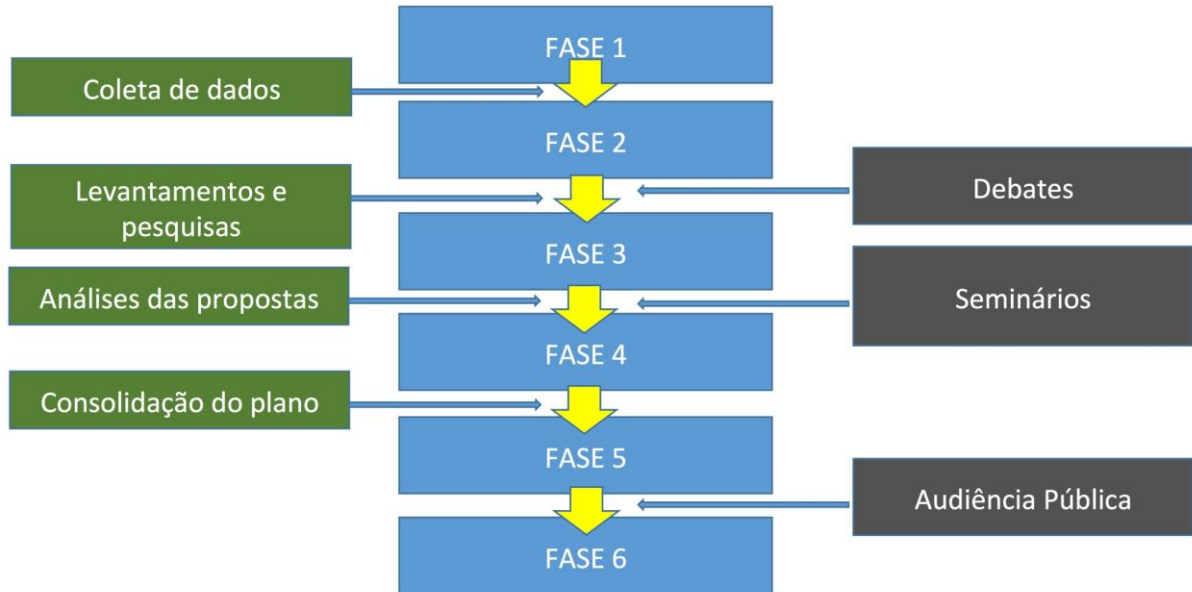 FASE 1
Coleta de dados
FASE 2
Levantamentos e
pesquisas
Debates
FASE 3
Análises das propostas
Seminários
FASE 4
Consolidação do plano
FASE 5
Audiência Pública
FASE 6